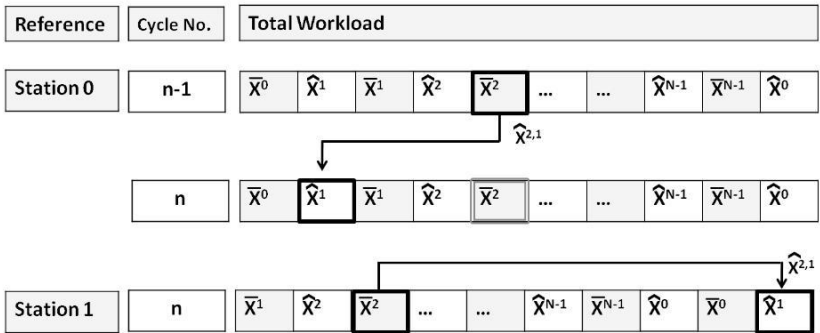 Reference Cycle No. Total Workload
Station 0 n-1 X̅⁰ X̂¹ X̅¹ X̂² X̅² ... ... X̂ᴺ⁻¹ X̅ᴺ⁻¹ X̂⁰
X̂²,¹
n X̅⁰ X̂¹ X̅¹ X̂² X̅² ... ... X̂ᴺ⁻¹ X̅ᴺ⁻¹ X̂⁰
X̂²,¹
Station 1 n X̅¹ X̂² X̅² ... ... X̂ᴺ⁻¹ X̅ᴺ⁻¹ X̂⁰ X̅⁰ X̂¹